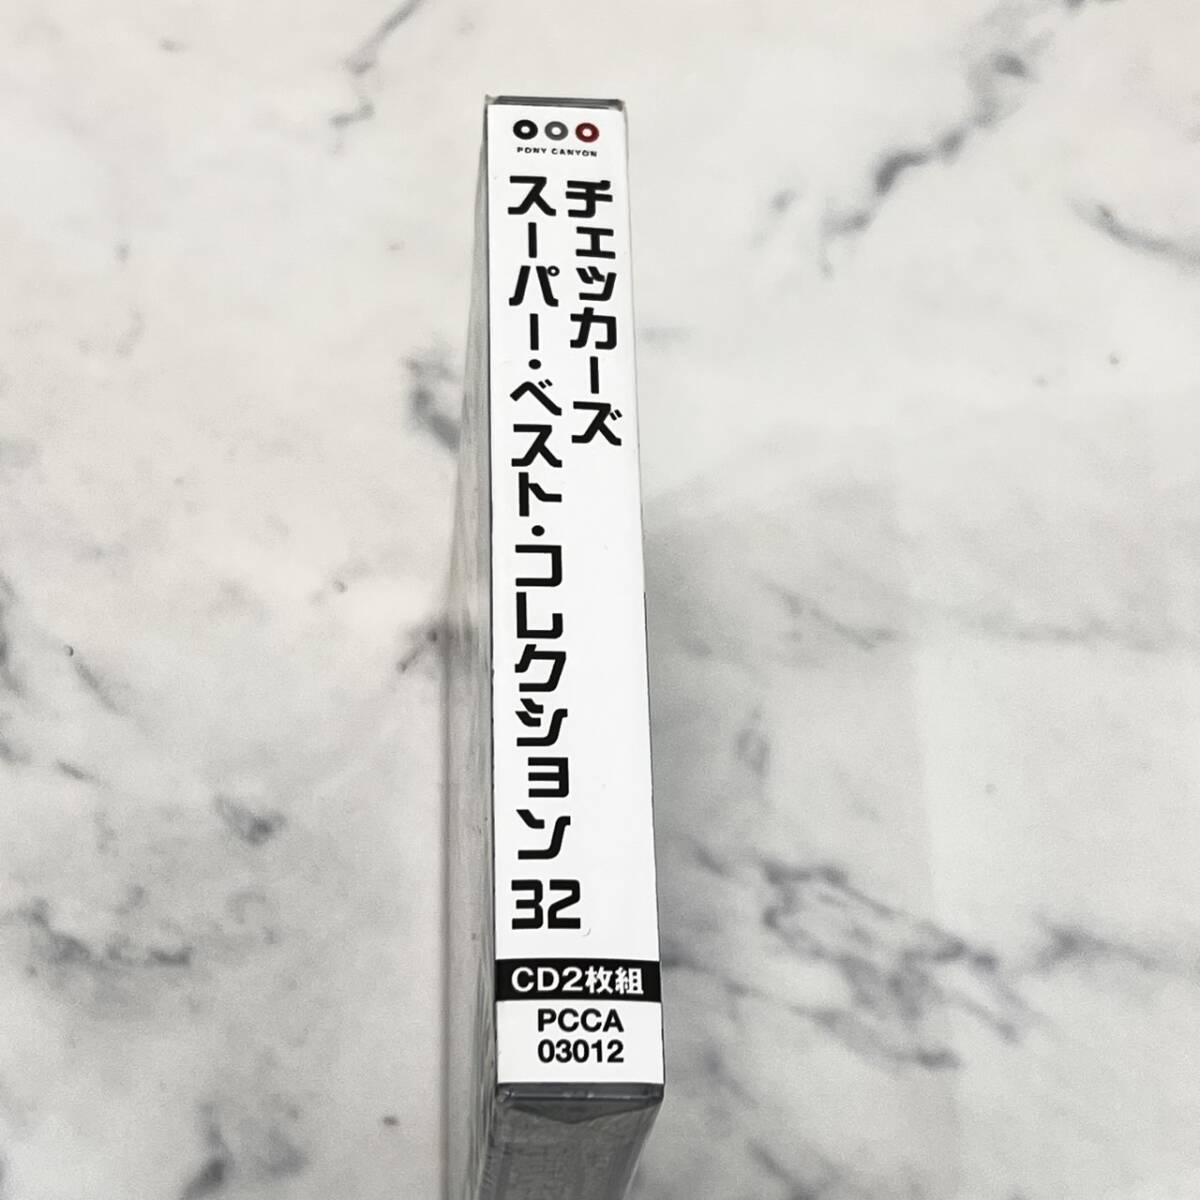 PONY CANYON
チェッカーズ
スーパー・ベスト・コレクション32
CD2枚組
PCCA
03012